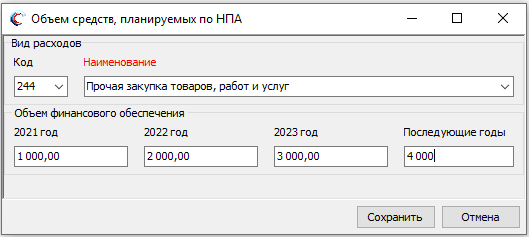 Объем средств, планируемых по НПА
Вид расходов
Код Наименование
244 Прочая закупка товаров, работ и услуг
Объем финансового обеспечения
2021 год 2022 год 2023 год Последующие годы
1 000,00 2 000,00 3 000,00 4 000
Сохранить Отмена